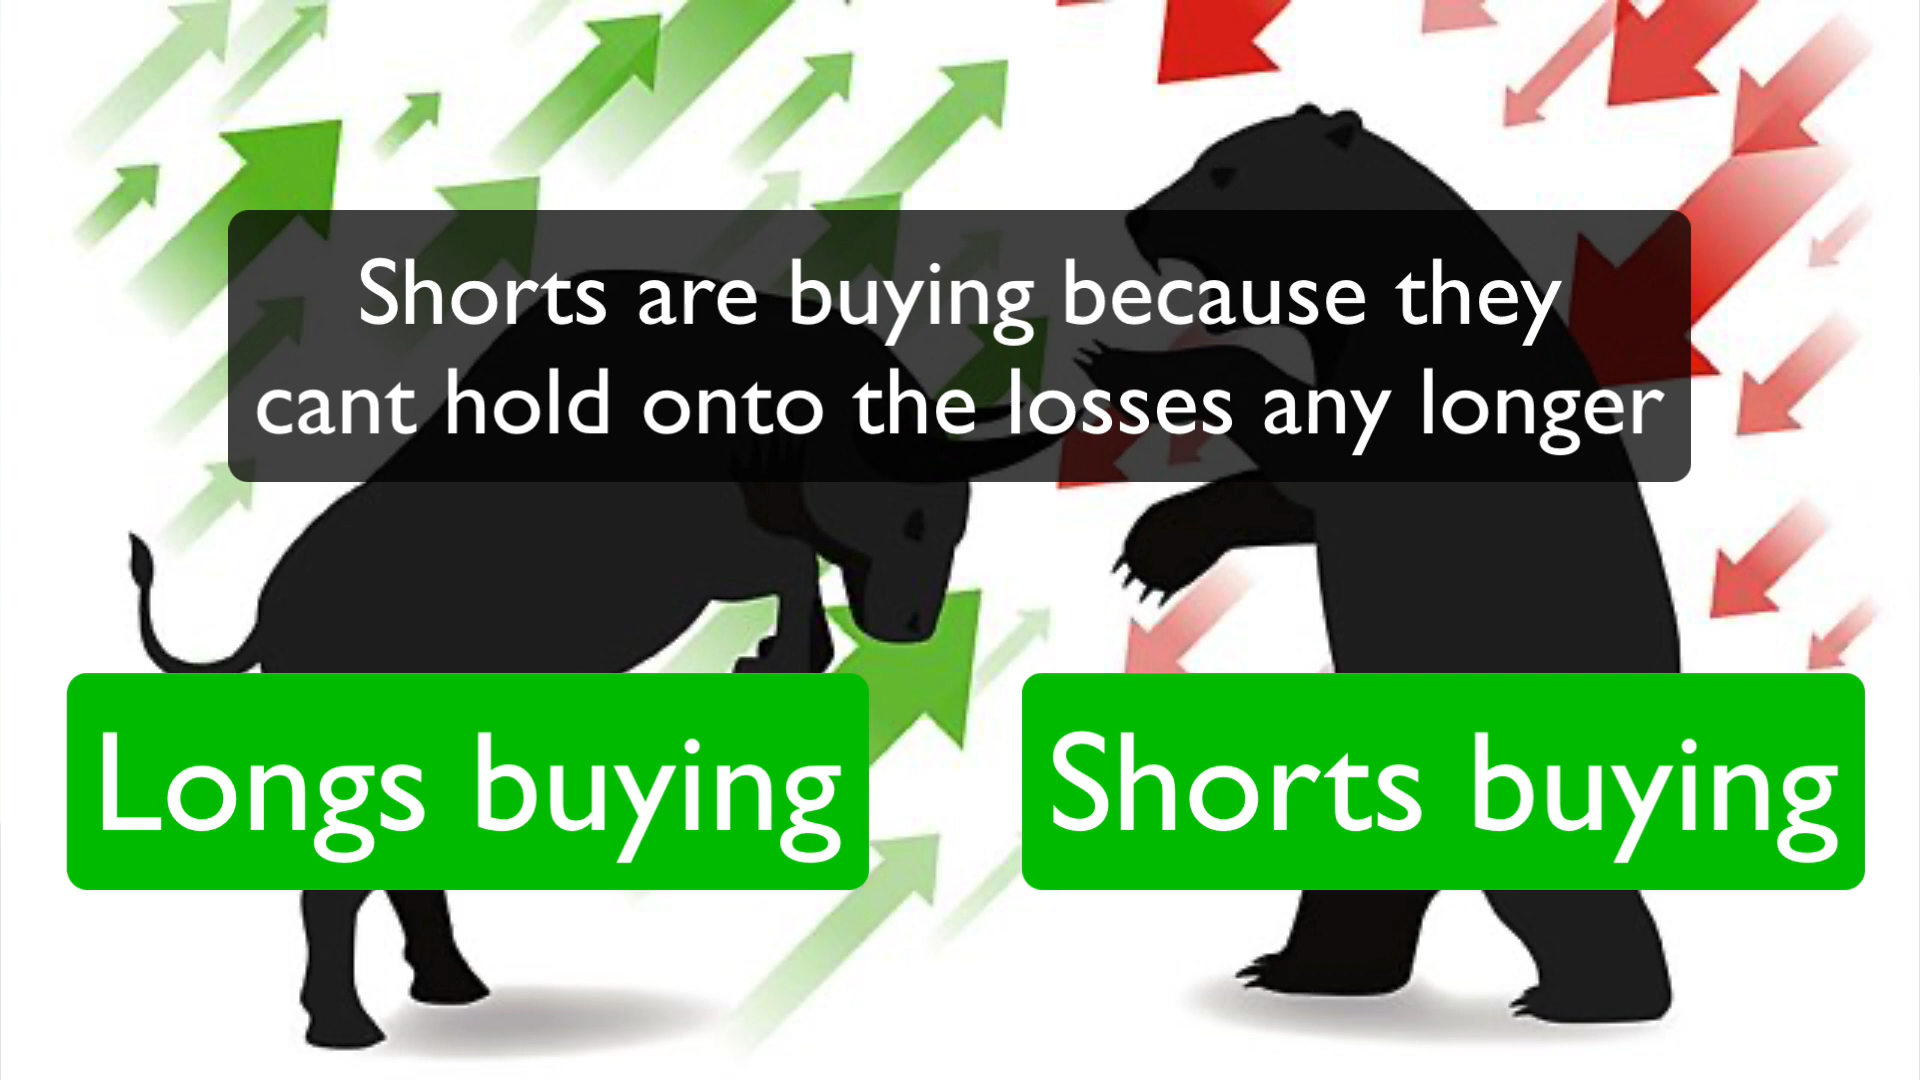 Shorts are buying because they
cant hold onto the losses any longer
Longs buying
Shorts buying